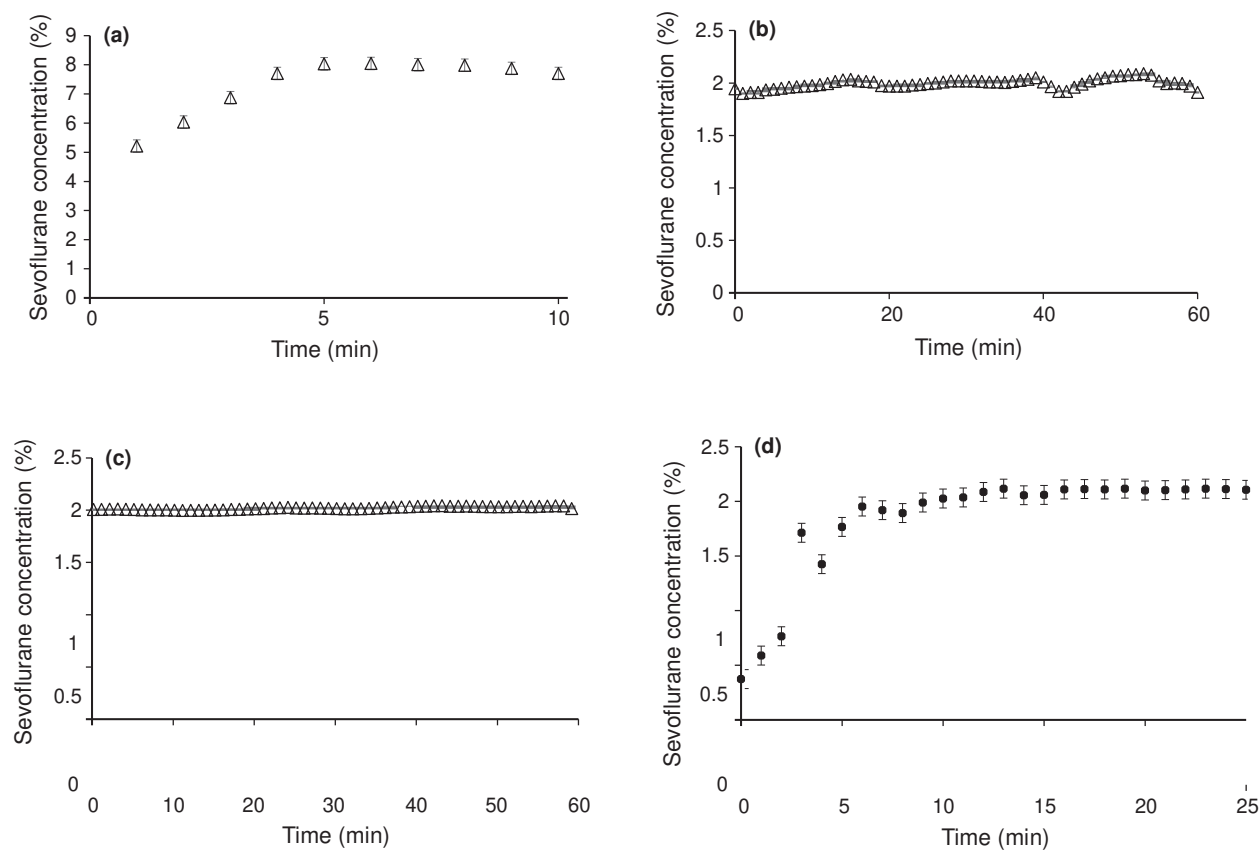 (a)
Sevoflurane concentration (%)
9
8
7
6
5
4
3
2
1
0
0 5 10
Time (min)
(b)
Sevoflurane concentration (%)
2.5
2
1.5
1
0.5
0
0 20 40 60
Time (min)
(c)
Sevoflurane concentration (%)
2.5
2
1.5
1
0.5
0
0 10 20 30 40 50 60
Time (min)
(d)
Sevoflurane concentration (%)
2.5
2
1.5
1
0.5
0
0 5 10 15 20 25
Time (min)